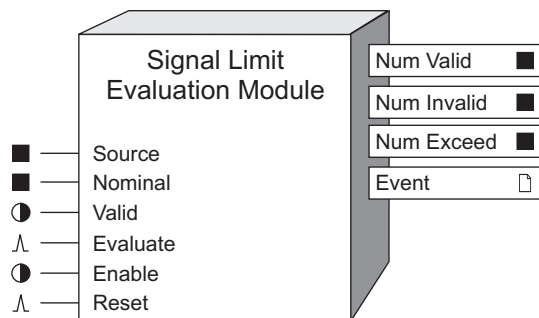 Signal Limit
Evaluation Module
Source
Nominal
Valid
Evaluate
Enable
Reset
Num Valid
Num Invalid
Num Exceed
Event